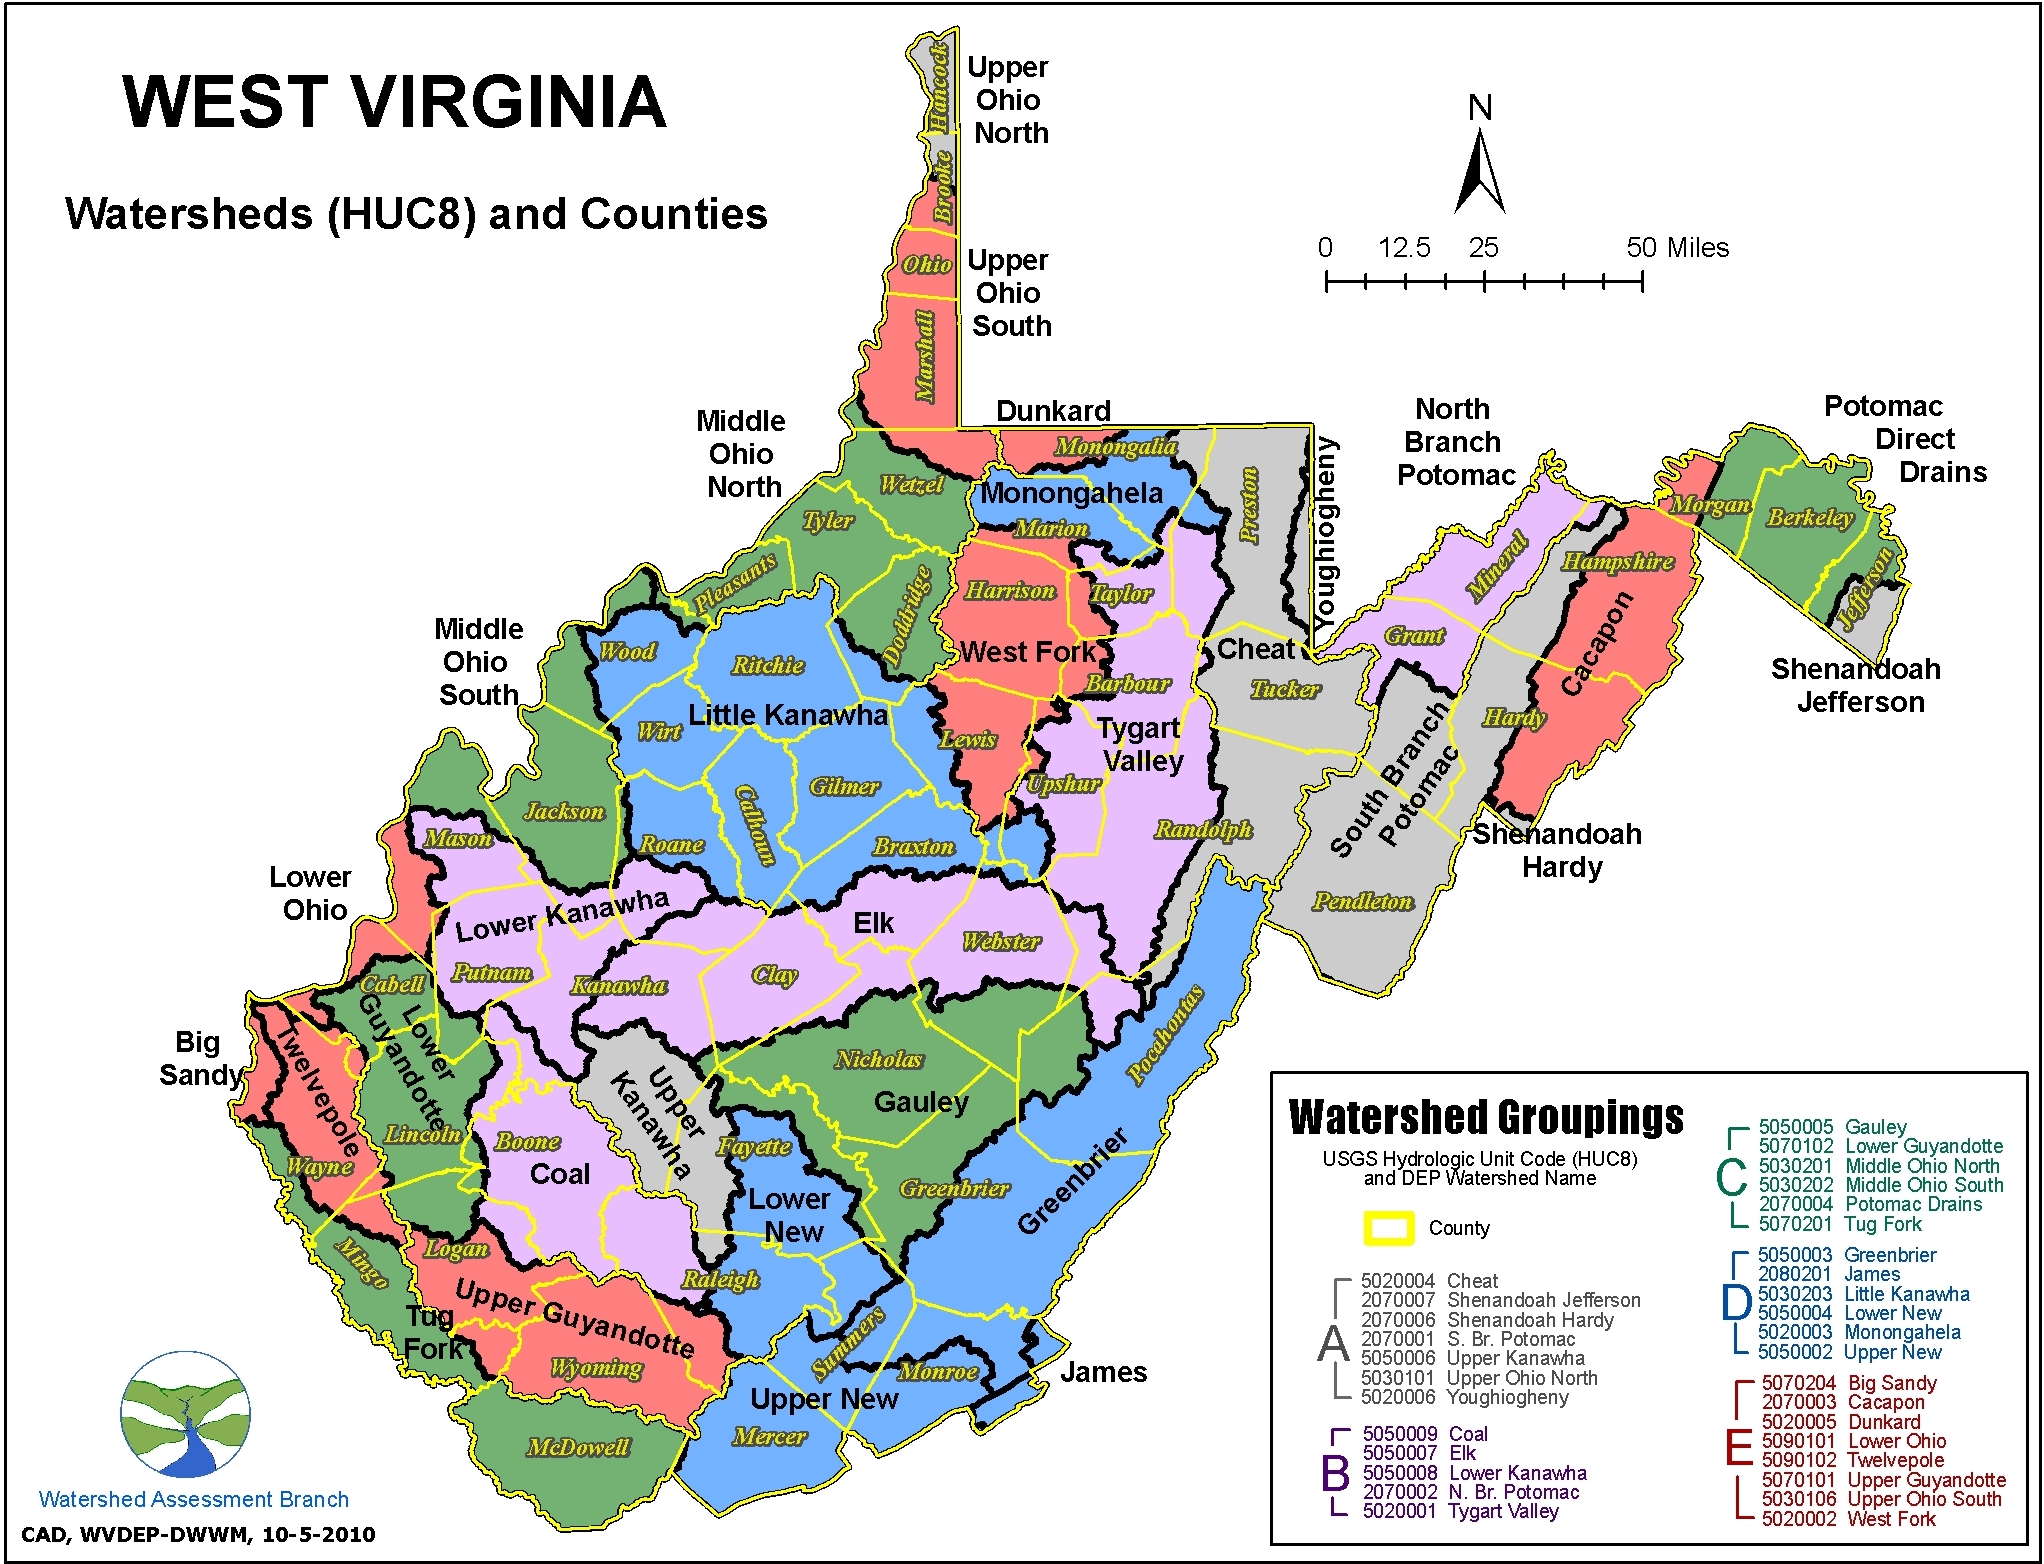 WEST VIRGINIA
Watersheds (HUC8) and Counties
Upper
Ohio
North
Hancock
Brooke
Upper
Ohio
South
Ohio
Marshall
N
0 12.5 25 50 Miles
Middle
Ohio
North
Dunkard
Monongalia
Wetzel
Monongahela
Marion
Tyler
Preston
Youghiogheny
North
Branch
Potomac
Potomac
Direct
Drains
Morgan
Berkeley
Jefferson
Shenandoah
Jefferson
Mineral
Hampshire
Cacapon
Grant
Hardy
South Branch
Potomac
Shenandoah
Hardy
Pendleton
Pleasants
Doddridge
Harrison
Taylor
West Fork
Barbour
Cheat
Tucker
Middle
Ohio
South
Wood
Ritchie
Little Kanawha
Wirt
Lewis
Tygart
Valley
Upshur
Randolph
Jackson
Calhoun
Gilmer
Roane
Braxton
Mason
Lower
Ohio
Lower Kanawha
Elk
Webster
Putnam
Kanawha
Clay
Cabell
Lower
Guyandotte
Big
Sandy
Twelvepole
Lincoln
Wayne
Boone
Coal
Upper
Kanawha
Nicholas
Gauley
Pocahontas
Fayette
Lower
New
Greenbrier
Greenbrier
Mingo
Logan
Upper Guyandotte
Tug
Fork
Wyoming
Raleigh
Summers
Monroe
James
Upper New
Mercer
McDowell
Watershed Assessment Branch
CAD, WVDEP-DWWM, 10-5-2010
Watershed Groupings
USGS Hydrologic Unit Code (HUC8)
and DEP Watershed Name
County
A
5020004 Cheat
2070007 Shenandoah Jefferson
2070006 Shenandoah Hardy
2070001 S. Br. Potomac
5050006 Upper Kanawha
5030101 Upper Ohio North
5020006 Youghiogheny
B
5050009 Coal
5050007 Elk
5050008 Lower Kanawha
2070002 N. Br. Potomac
5020001 Tygart Valley
C
5050005 Gauley
5070102 Lower Guyandotte
5030201 Middle Ohio North
5030202 Middle Ohio South
2070004 Potomac Drains
5070201 Tug Fork
D
5050003 Greenbrier
2080201 James
5030203 Little Kanawha
5050004 Lower New
5020003 Monongahela
5050002 Upper New
E
5070204 Big Sandy
2070003 Cacapon
5020005 Dunkard
5090101 Lower Ohio
5090102 Twelvepole
5070101 Upper Guyandotte
5030106 Upper Ohio South
5020002 West Fork